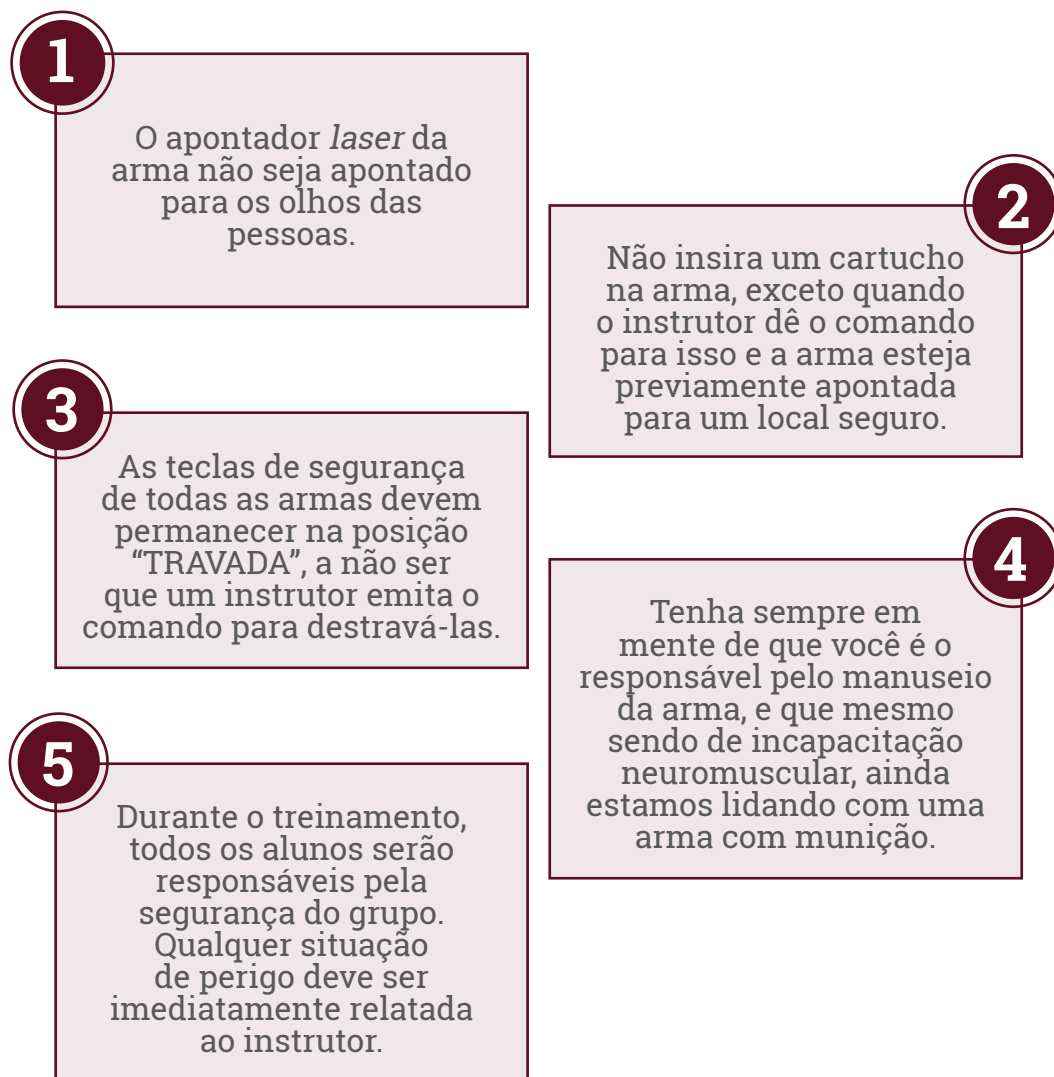 1
O apontador laser da
arma não seja apontado
para os olhos das
pessoas.
2
Não insira um cartucho
na arma, exceto quando
o instrutor dê o comando
para isso e a arma esteja
previamente apontada
para um local seguro.
3
As teclas de segurança
de todas as armas devem
permanecer na posição
“TRAVADA”, a não ser
que um instrutor emita o
comando para destravá-las.
4
Tenha sempre em
mente de que você é o
responsável pelo manuseio
da arma, e que mesmo
sendo de incapacitação
neuromuscular, ainda
estamos lidando com uma
arma com munição.
5
Durante o treinamento,
todos os alunos serão
responsáveis pela
segurança do grupo.
Qualquer situação
de perigo deve ser
imediatamente relatada
ao instrutor.